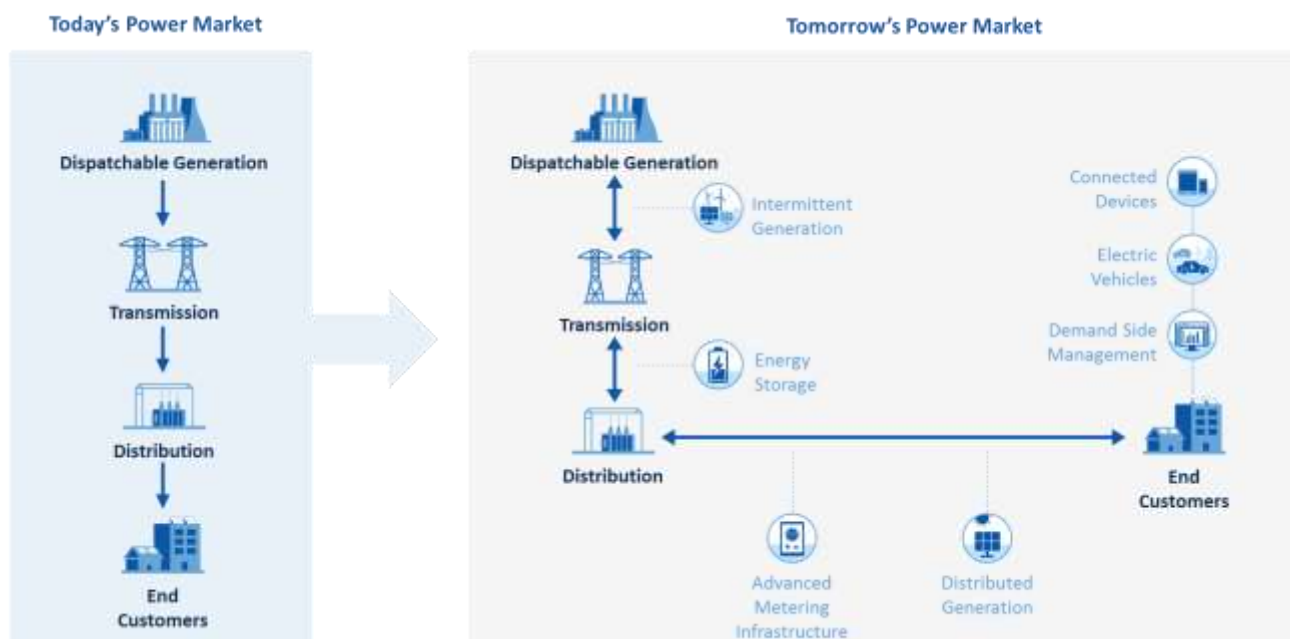 Today's Power Market
Dispatchable Generation
Transmission
Distribution
End
Customers
Tomorrow's Power Market
Dispatchable Generation
Intermittent
Generation
Transmission
Energy
Storage
Distribution
Connected
Devices
Electric
Vehicles
Demand Side
Management
End
Customers
Advanced
Metering
Infrastructure
Distributed
Generation